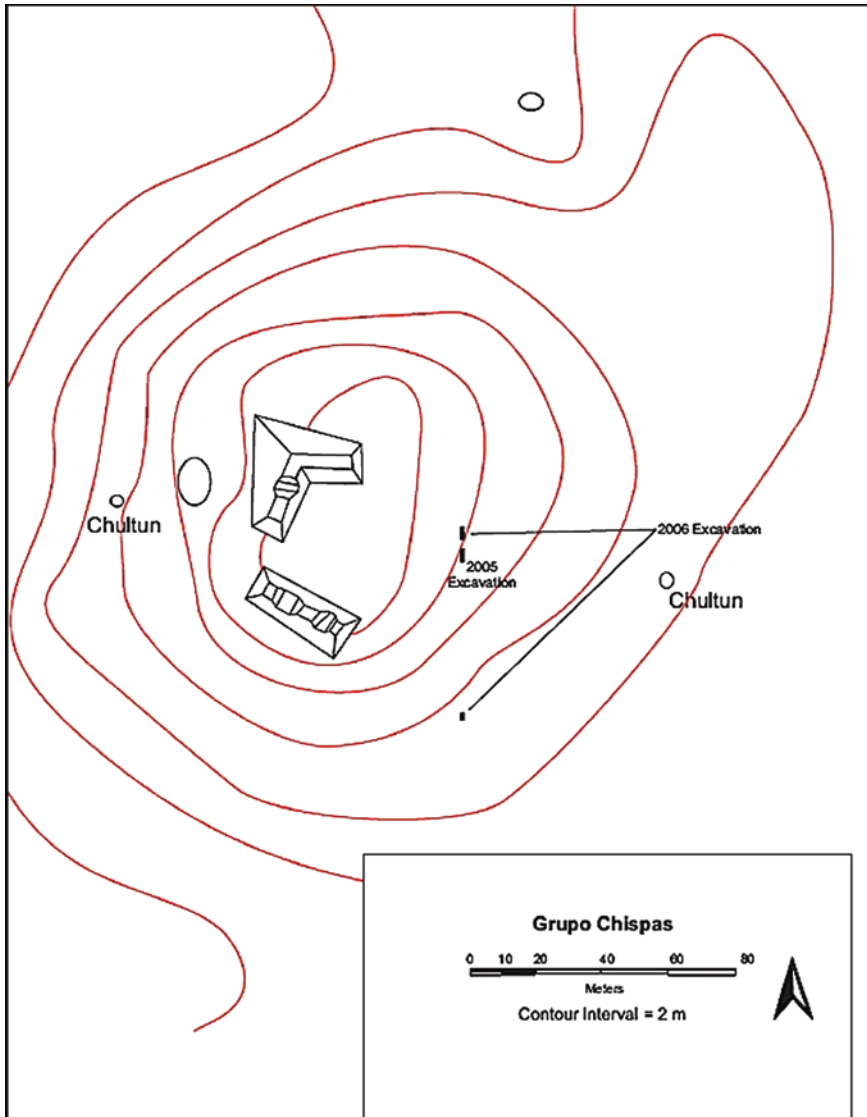 Chultun
2006 Excavation
2005
Excavation
Chultun
Grupo Chispas
0 10 20 40 60 80
Meters
Contour Interval = 2 m